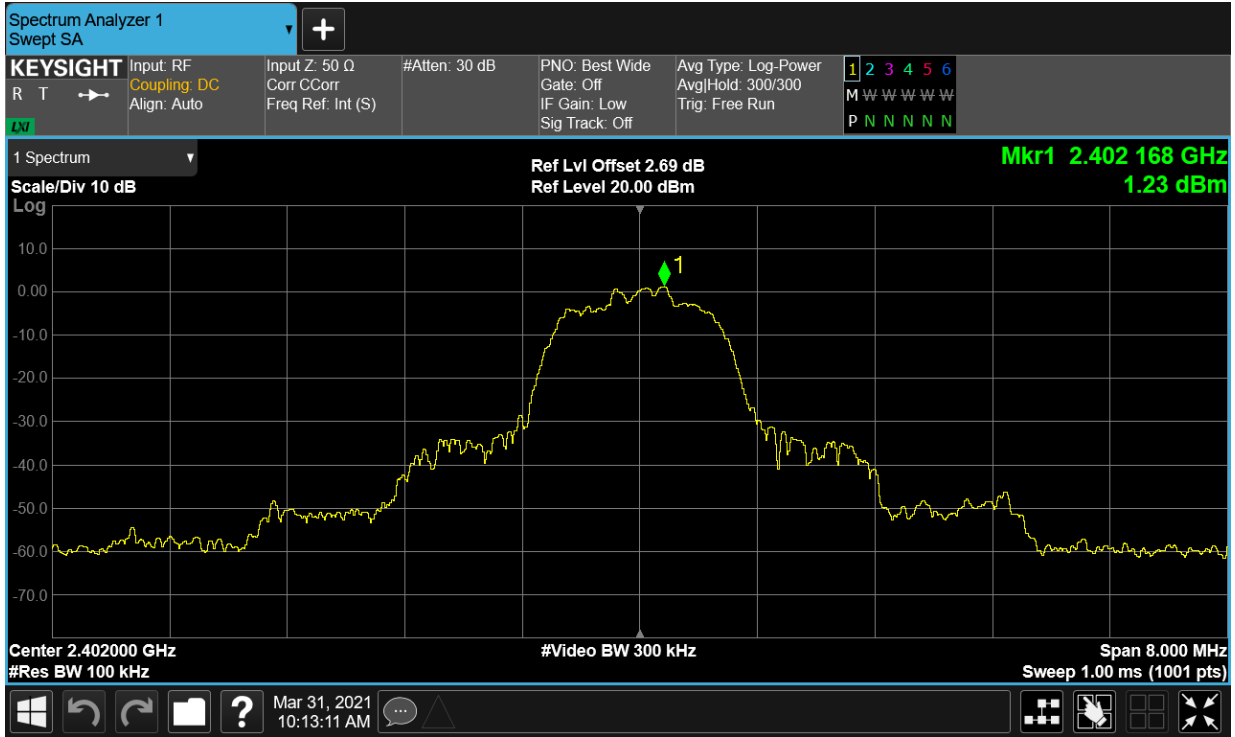 Spectrum Analyzer 1
Swept SA
KEYSIGHT
R T
LXI
Input: RF
Coupling: DC
Align: Auto
Input Z: 50 Ω
Corr CCorr
Freq Ref: Int (S)
#Atten: 30 dB
PNO: Best Wide
Gate: Off
IF Gain: Low
Sig Track: Off
Avg Type: Log-Power
Avg|Hold: 300/300
Trig: Free Run
1 2 3 4 5 6
M W W W W W
P N N N N N
1 Spectrum
Scale/Div 10 dB
Ref Lvl Offset 2.69 dB
Ref Level 20.00 dBm
Mkr1 2.402 168 GHz
1.23 dBm
Log
10.0
0.00
-10.0
-20.0
-30.0
-40.0
-50.0
-60.0
-70.0
1
Center 2.402000 GHz
#Res BW 100 kHz
#Video BW 300 kHz
Span 8.000 MHz
Sweep 1.00 ms (1001 pts)
?
Mar 31, 2021
10:13:11 AM